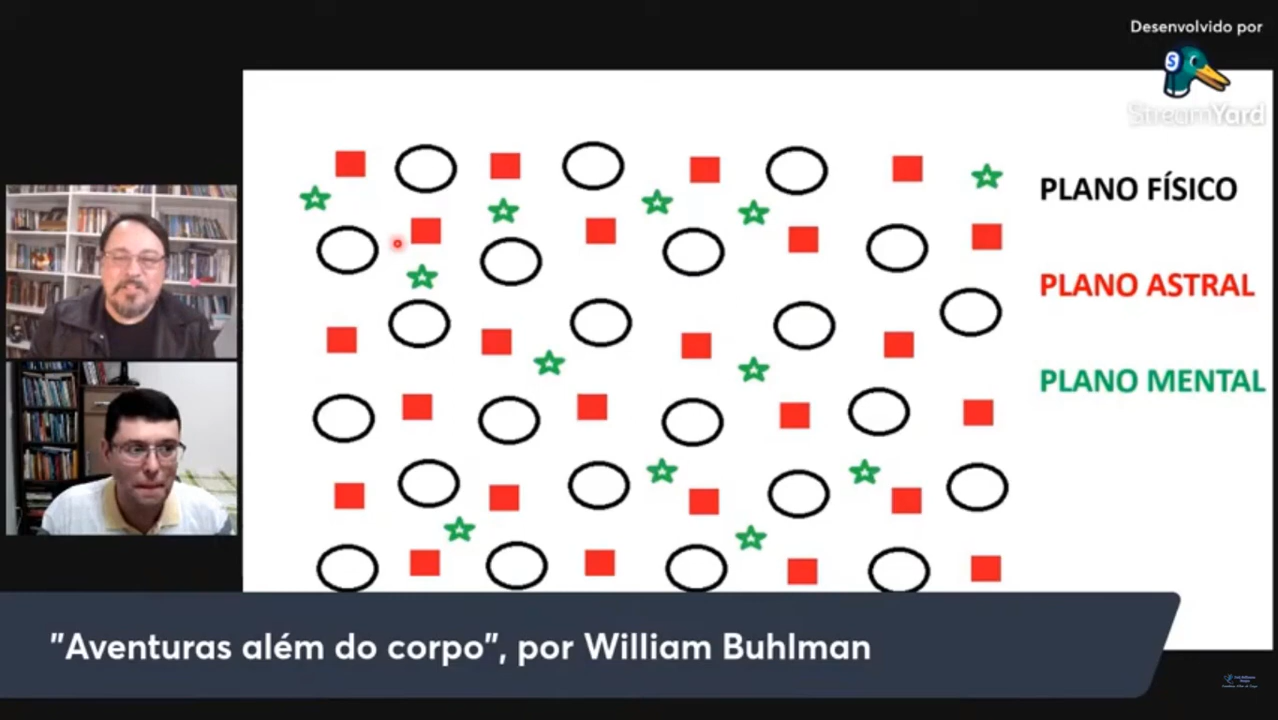 Desenvolvido por
StreamYard
PLANO FÍSICO
PLANO ASTRAL
PLANO MENTAL
"Aventuras além do corpo", por William Buhlman